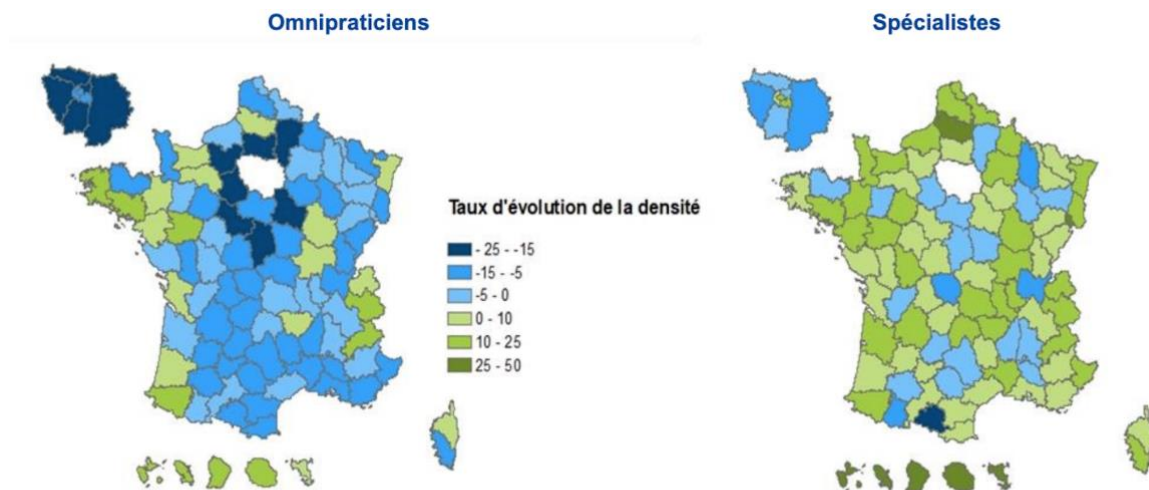 Omnipraticiens
Spécialistes
Taux d'évolution de la densité
- 25 - -15
-15 - -5
-5 - 0
0 - 10
10 - 25
25 - 50